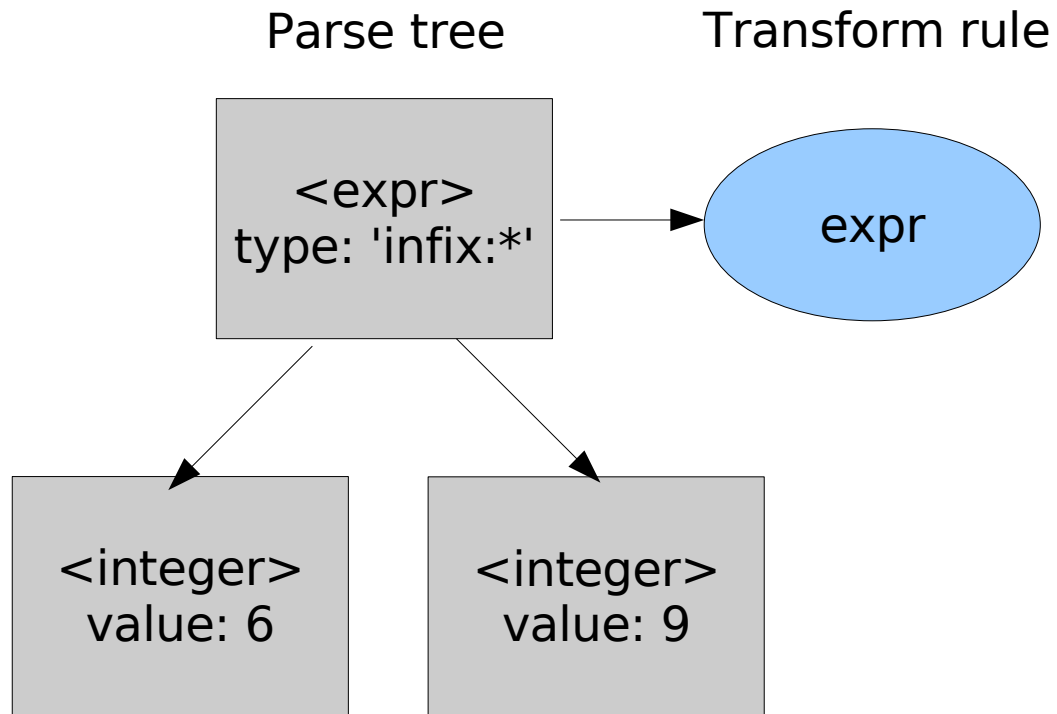 Parse tree
Transform rule
<expr>
type: 'infix:*'
expr
<integer>
value: 6
<integer>
value: 9